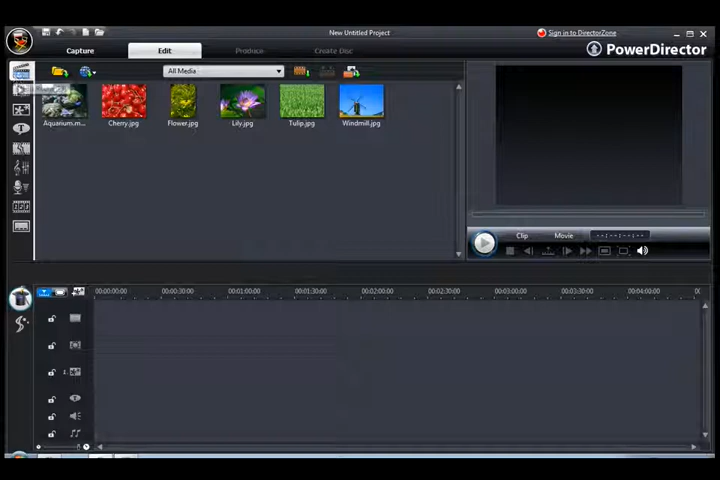 New Untitled Project
Sign in to DirectorZone
Capture
Edit
Produce
Create Disc
PowerDirector
All Media
Aquarium.m...
Cherry.jpg
Flower.jpg
Lily.jpg
Tulip.jpg
Windmill.jpg
Clip
Movie
--:--:--:--
00:00:00:00
00:00:30:00
00:01:00:00
00:01:30:00
00:02:00:00
00:02:30:00
00:03:00:00
00:03:30:00
00:04:00:00
00
1.